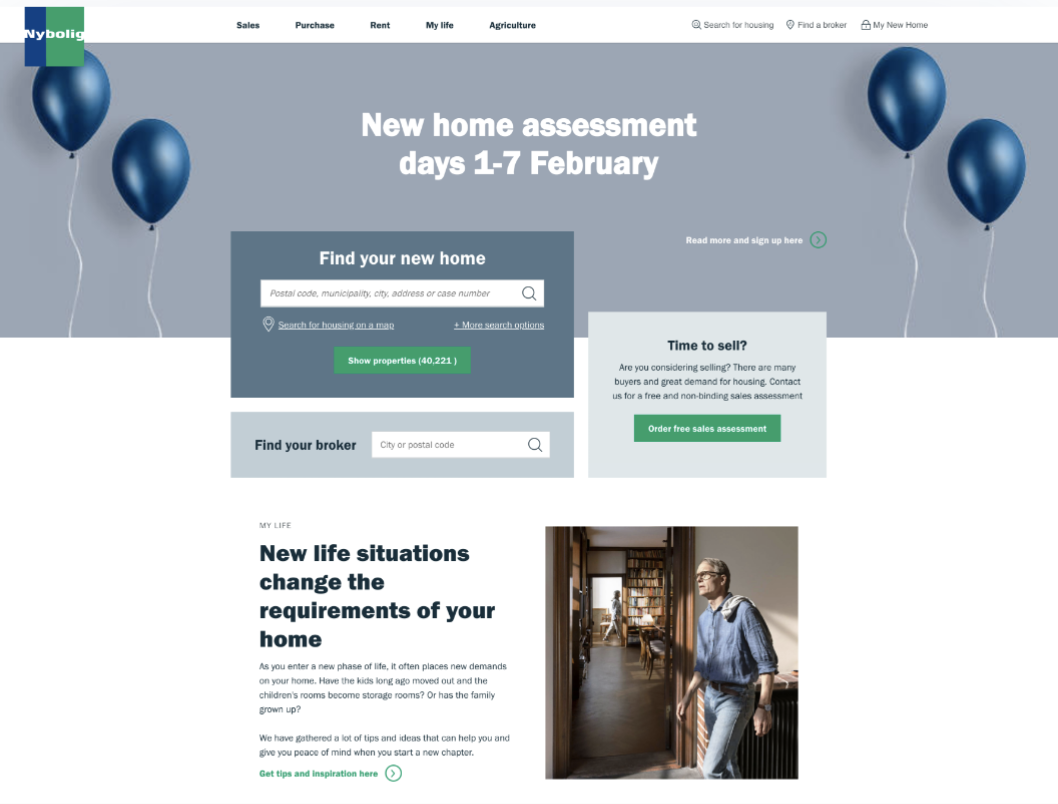 Nybolig
Sales
Purchase
Rent
My life
Agriculture
Search for housing
Find a broker
My New Home
New home assessment
days 1-7 February
Read more and sign up here
Find your new home
Postal code, municipality, city, address or case number
Search for housing on a map
+ More search options
Show properties (40,221 )
Time to sell?
Are you considering selling? There are many
buyers and great demand for housing. Contact
us for a free and non-binding sales assessment
Order free sales assessment
Find your broker
City or postal code
MY LIFE
New life situations
change the
requirements of your
home
As you enter a new phase of life, it often places new demands
on your home. Have the kids long ago moved out and the
children's rooms become storage rooms? Or has the family
grown up?
We have gathered a lot of tips and ideas that can help you and
give you peace of mind when you start a new chapter.
Get tips and inspiration here